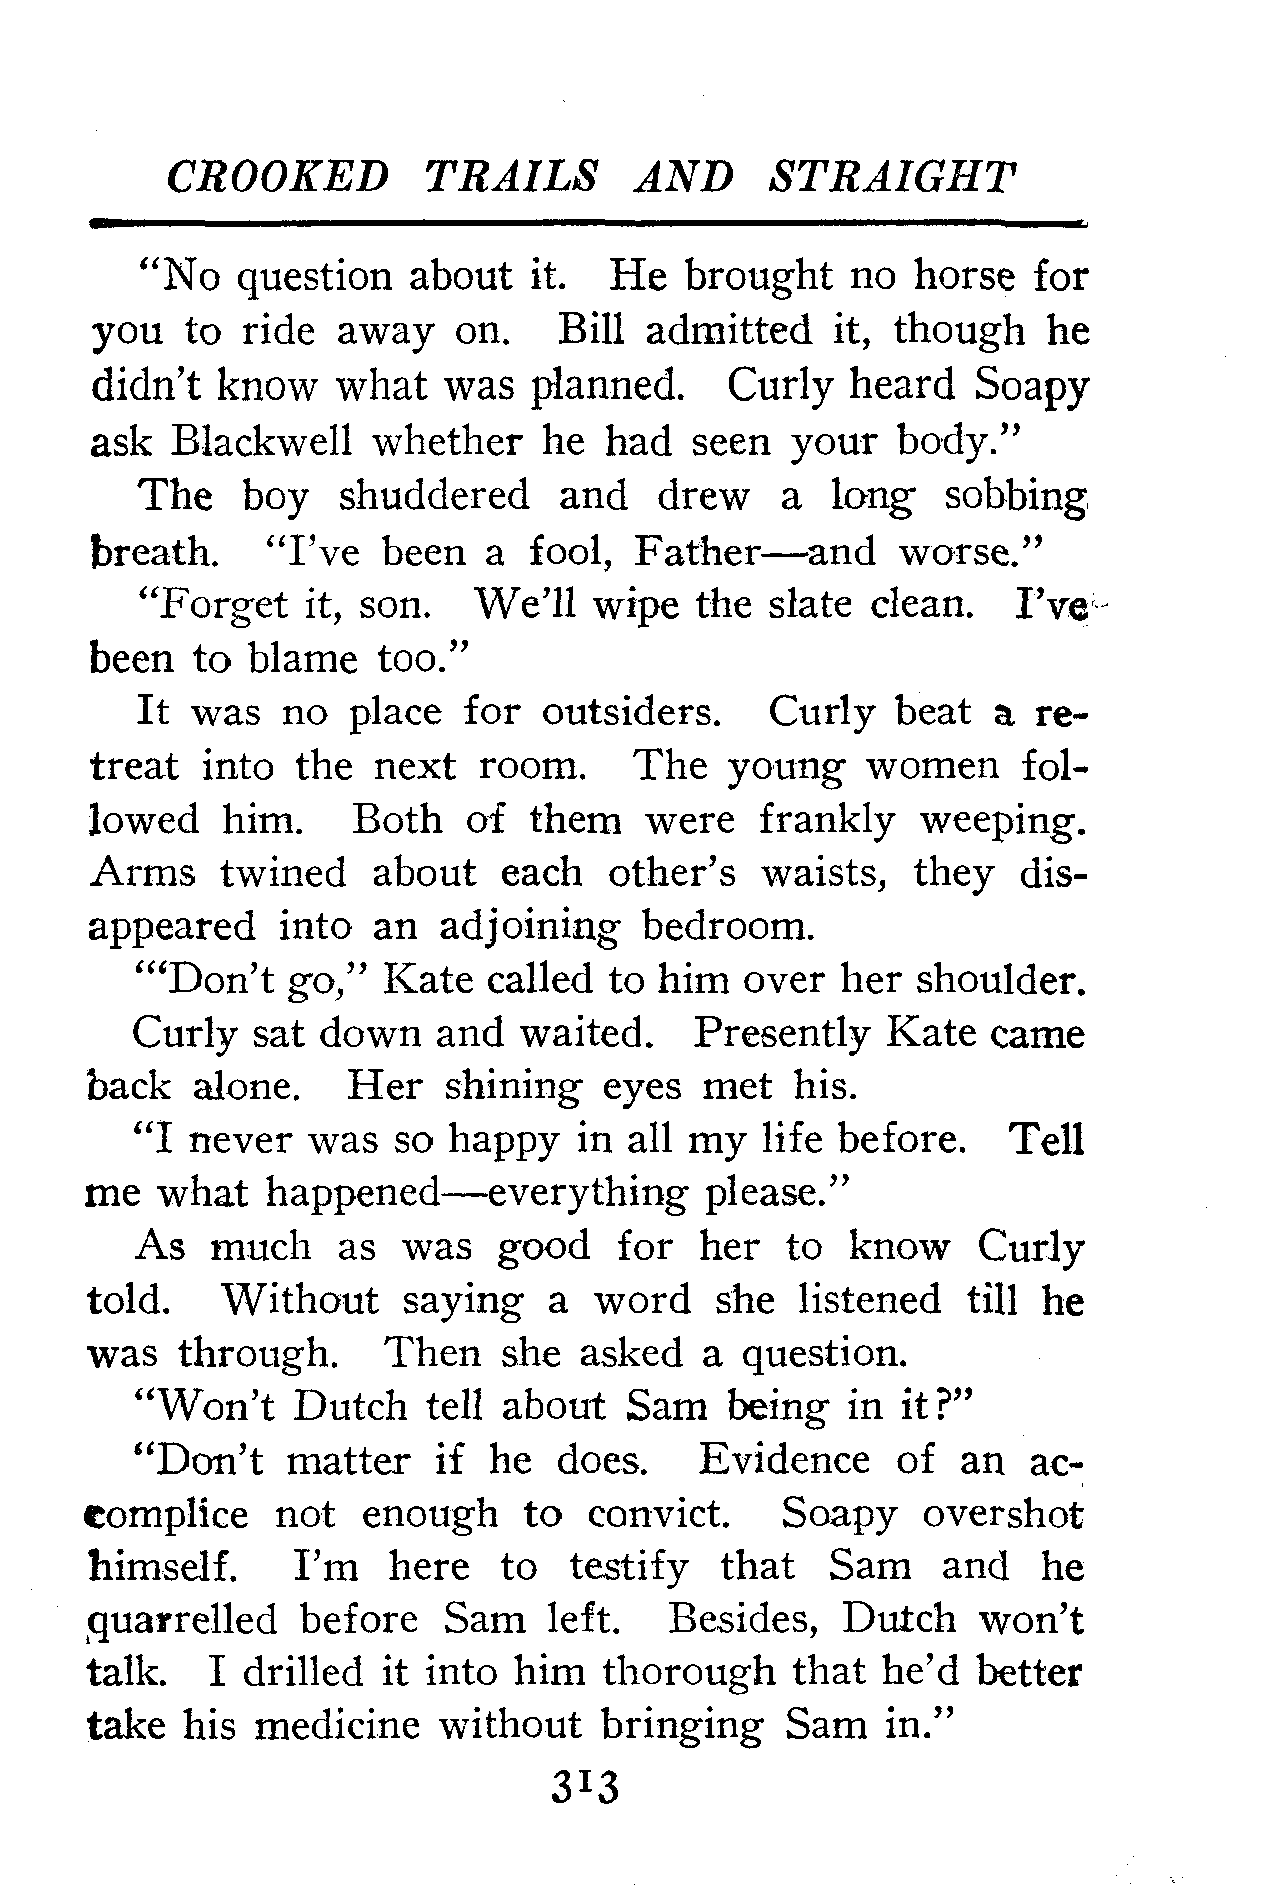 CROOKED TRAILS AND STRAIGHT
“No question about it. He brought no horse for
you to ride away on. Bill admitted it, though he
didn’t know what was planned. Curly heard Soapy
ask Blackwell whether he had seen your body.”
The boy shuddered and drew a long sobbing
breath. “I’ve been a fool, Father—and worse.”
“Forget it, son. We’ll wipe the slate clean. I’ve
been to blame too.”
It was no place for outsiders. Curly beat a re-
treat into the next room. The young women fol-
lowed him. Both of them were frankly weeping.
Arms twined about each other’s waists, they dis-
appeared into an adjoining bedroom.
“‘Don’t go,” Kate called to him over her shoulder.
Curly sat down and waited. Presently Kate came
back alone. Her shining eyes met his.
“I never was so happy in all my life before. Tell
me what happened—everything please.”
As much as was good for her to know Curly
told. Without saying a word she listened till he
was through. Then she asked a question.
“Won’t Dutch tell about Sam being in it?”
“Don’t matter if he does. Evidence of an ac-
complice not enough to convict. Soapy overshot
himself. I’m here to testify that Sam and he
quarrelled before Sam left. Besides, Dutch won’t
talk. I drilled it into him thorough that he’d better
take his medicine without bringing Sam in.”
313